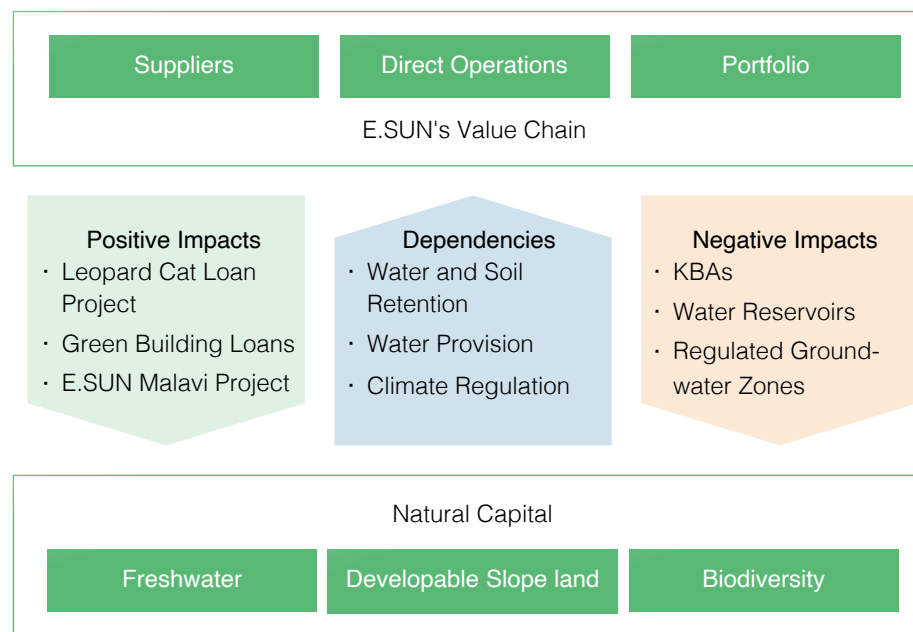 Suppliers
Direct Operations
Portfolio
E.SUN's Value Chain
Positive Impacts
· Leopard Cat Loan
Project
· Green Building Loans
· E.SUN Malavi Project
Dependencies
· Water and Soil
Retention
· Water Provision
· Climate Regulation
Negative Impacts
· KBAs
· Water Reservoirs
· Regulated Ground-
water Zones
Natural Capital
Freshwater
Developable Slope land
Biodiversity